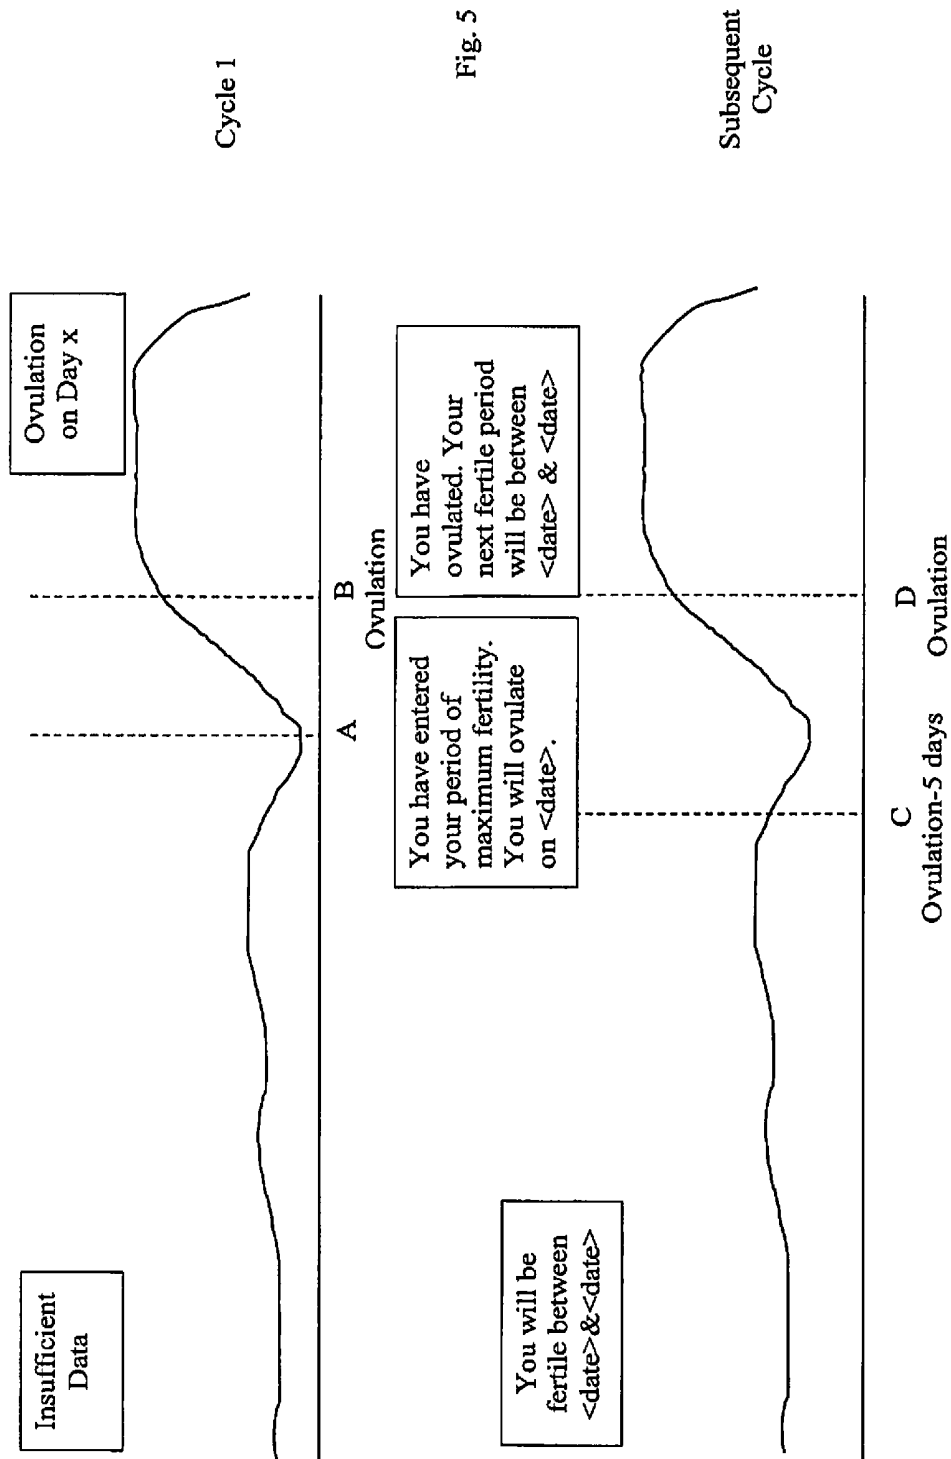 Insufficient
Data
Ovulation
on Day x
Cycle 1
A
B
Ovulation
Fig. 5
You will be
fertile between
<date>&<date>
You have entered
your period of
maximum fertility.
You will ovulate
on <date>.
You have
ovulated. Your
next fertile period
will be between
<date> & <date>
Subsequent
Cycle
C
Ovulation-5 days
D
Ovulation